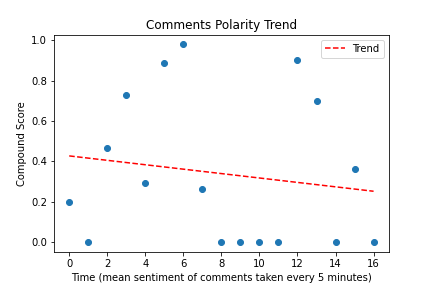 Comments Polarity Trend
Trend
Compound Score
1.0
0.8
0.6
0.4
0.2
0.0
0 2 4 6 8 10 12 14 16
Time (mean sentiment of comments taken every 5 minutes)